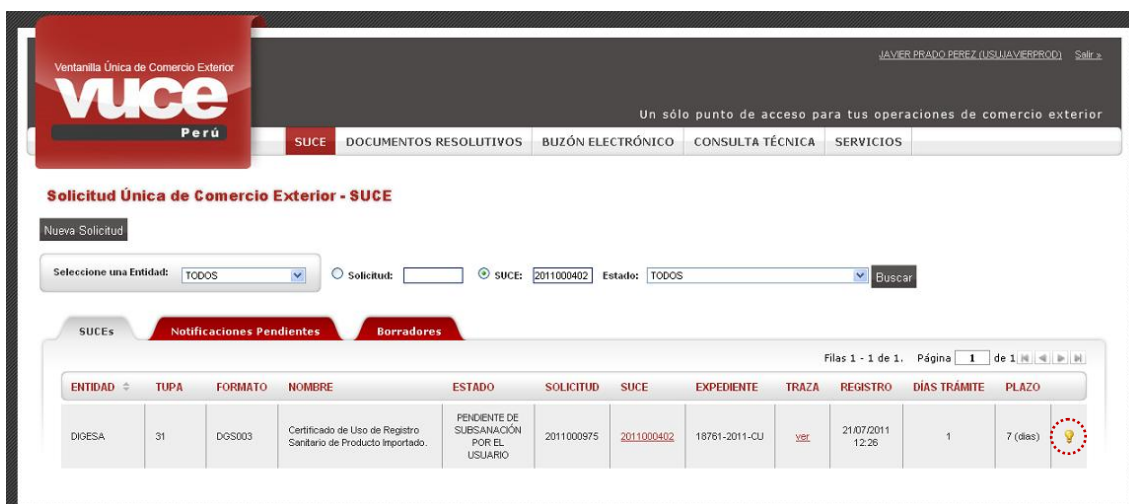 JAVIER PRADO PEREZ (USUJAVIERPROD) Salir »
Ventanilla Única de Comercio Exterior
vuce
Perú
Un sólo punto de acceso para tus operaciones de comercio exterior
SUCE DOCUMENTOS RESOLUTIVOS BUZÓN ELECTRÓNICO CONSULTA TÉCNICA SERVICIOS
Solicitud Única de Comercio Exterior - SUCE
Nueva Solicitud
Seleccione una Entidad: TODOS Solicitud: SUCE: 2011000402 Estado: TODOS Buscar
SUCEs Notificaciones Pendientes Borradores
Filas 1 - 1 de 1. Página 1 de 1
ENTIDAD TUPA FORMATO NOMBRE ESTADO SOLICITUD SUCE EXPEDIENTE TRAZA REGISTRO DÍAS TRÁMITE PLAZO
DIGESA 31 DGS003 Certificado de Uso de Registro Sanitario de Producto Importado. PENDIENTE DE SUBSANACIÓN POR EL USUARIO 2011000975 2011000402 18761-2011-CU ver 21/07/2011 12:26 1 7 (dias)